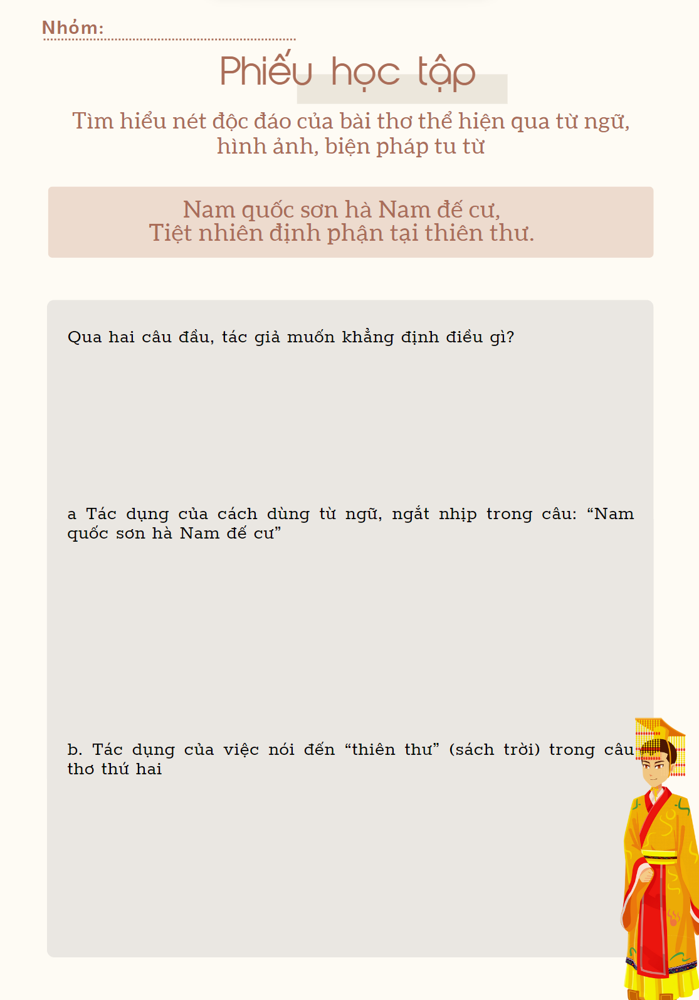 Nhóm:
Phiếu học tập
Tìm hiểu nét độc đáo của bài thơ thể hiện qua từ ngữ,
hình ảnh, biện pháp tu từ
Nam quốc sơn hà Nam đế cư,
Tiệt nhiên định phận tại thiên thư.
Qua hai câu đầu, tác giả muốn khẳng định điều gì?
a Tác dụng của cách dùng từ ngữ, ngắt nhịp trong câu: “Nam
quốc sơn hà Nam đế cư”
b. Tác dụng của việc nói đến “thiên thư” (sách trời) trong câu
thơ thứ hai